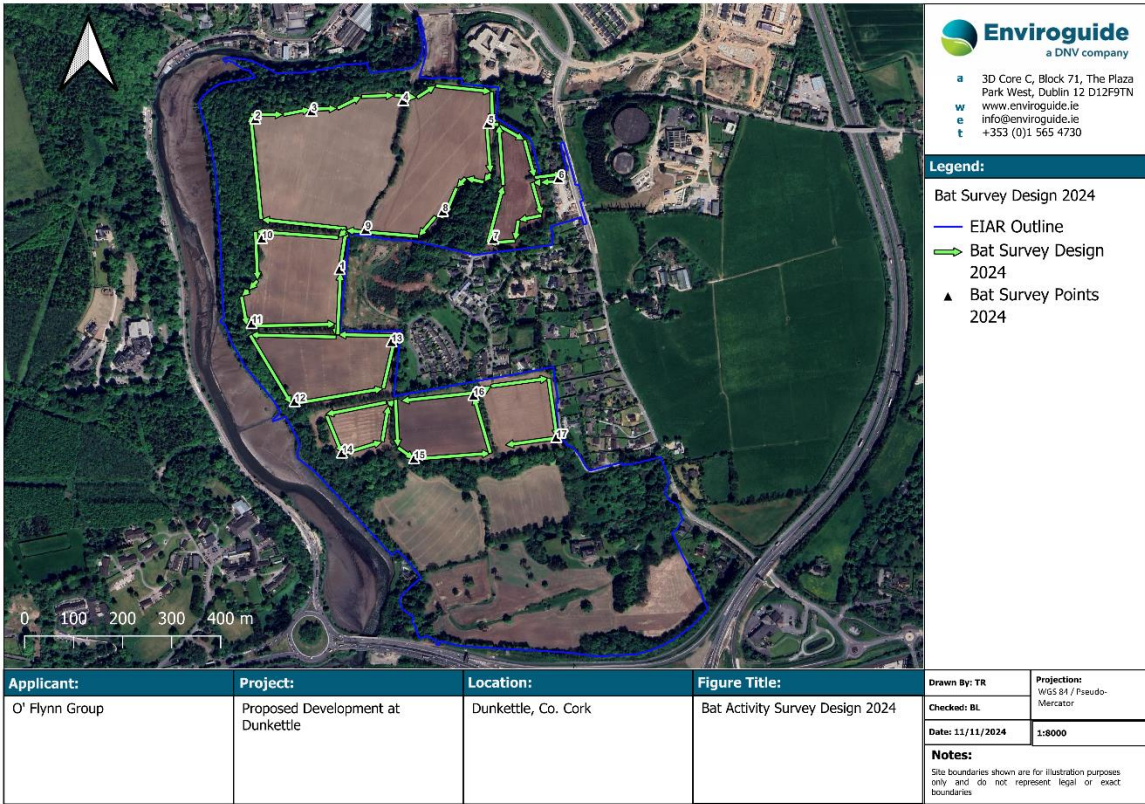 2
3
4
5
6
7
8
9
10
1
11
12
13
14
15
16
17
0 100 200 300 400 m
Enviroguide
a DNV company
a 3D Core C, Block 71, The Plaza
Park West, Dublin 12 D12F9TN
w www.enviroguide.ie
e info@enviroguide.ie
t +353 (0)1 565 4730
Legend:
Bat Survey Design 2024
EIAR Outline
Bat Survey Design
2024
Bat Survey Points
2024
Applicant:
O' Flynn Group
Project:
Proposed Development at
Dunkettle
Location:
Dunkettle, Co. Cork
Figure Title:
Bat Activity Survey Design 2024
Drawn By: TR
Checked: BL
Date: 11/11/2024
Projection:
WGS 84 / Pseudo-
Mercator
1:8000
Notes:
Site boundaries shown are for illustration purposes
only and do not represent legal or exact
boundaries